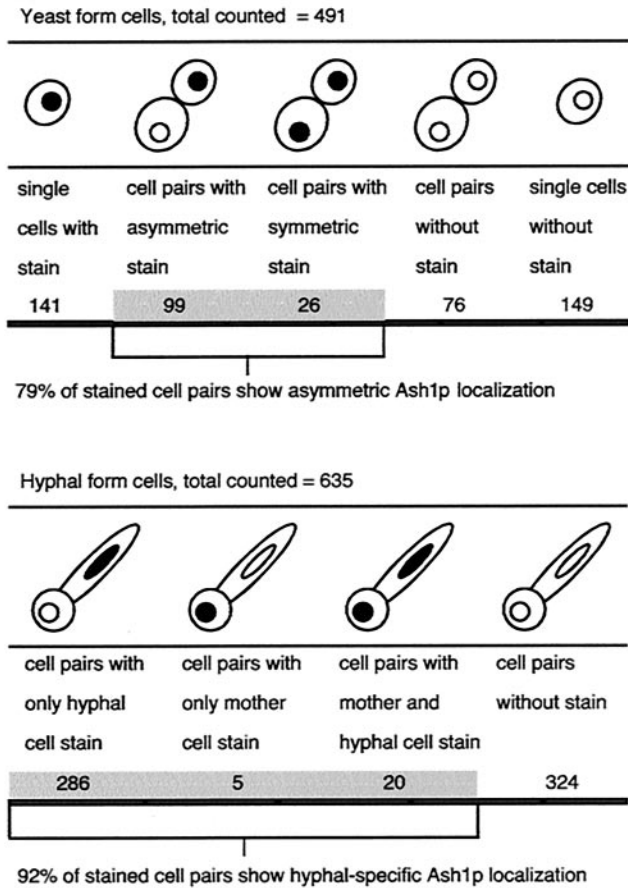 Yeast form cells, total counted = 491
single cell pairs with cell pairs with cell pairs single cells
cells with asymmetric symmetric without without
stain stain stain stain stain
141 99 26 76 149
79% of stained cell pairs show asymmetric Ash1p localization
Hyphal form cells, total counted = 635
cell pairs with cell pairs with cell pairs with cell pairs
only hyphal only mother mother and without stain
cell stain cell stain hyphal cell stain
286 5 20 324
92% of stained cell pairs show hyphal-specific Ash1p localization